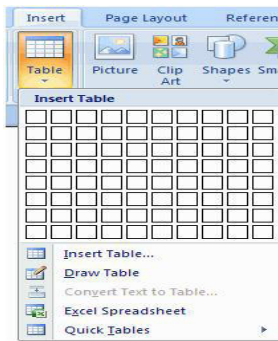 Insert Page Layout Referen
Table Picture Clip Art Shapes Sm
Insert Table
Insert Table...
Draw Table
Convert Text to Table...
Excel Spreadsheet
Quick Tables